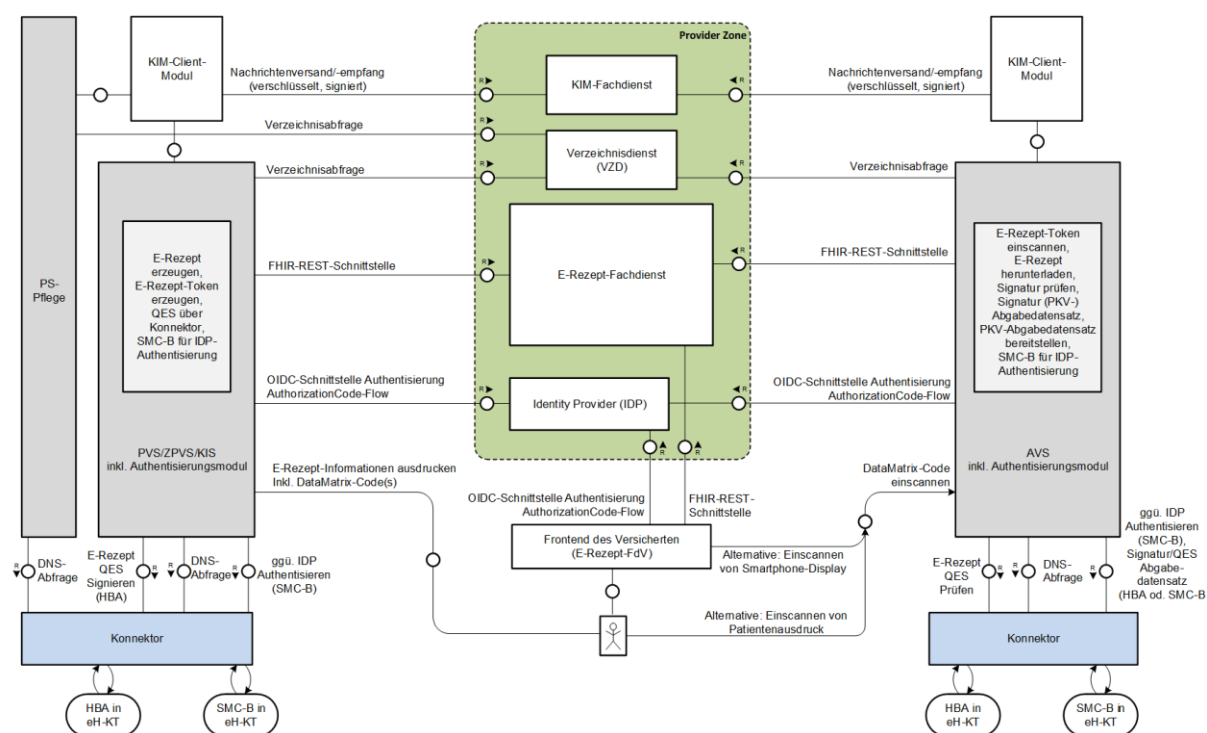 Provider Zone
KIM-Client-
Modul
Nachrichtenversand/-empfang
(verschlüsselt, signiert)
R
KIM-Fachdienst
R
Nachrichtenversand/-empfang
(verschlüsselt, signiert)
KIM-Client-
Modul
Verzeichnisabfrage
R
Verzeichnisabfrage
R
Verzeichnisdienst
(VZD)
R
Verzeichnisabfrage
PS-
Pflege
E-Rezept
erzeugen,
E-Rezept-Token
erzeugen,
QES über
Konnektor,
SMC-B für IDP-
Authentisierung
FHIR-REST-Schnittstelle
R
E-Rezept-Fachdienst
R
FHIR-REST-Schnittstelle
E-Rezept-Token
einscannen,
E-Rezept
herunterladen,
Signatur prüfen,
Signatur (PKV-)
Abgabedatensatz,
PKV-Abgabedatensatz
bereitstellen,
SMC-B für IDP-
Authentisierung
OIDC-Schnittstelle Authentisierung
AuthorizationCode-Flow
R
Identity Provider (IDP)
R
OIDC-Schnittstelle Authentisierung
AuthorizationCode-Flow
R
R
PVS/ZPVS/KIS
inkl. Authentisierungsmodul
E-Rezept-Informationen ausdrucken
Inkl. DataMatrix-Code(s)
OIDC-Schnittstelle Authentisierung
AuthorizationCode-Flow
FHIR-REST-
Schnittstelle
DataMatrix-Code
einscannen
AVS
inkl. Authentisierungsmodul
Frontend des Versicherten
(E-Rezept-FdV)
Alternative: Einscannen
von Smartphone-Display
Alternative: Einscannen von
Patientenausdruck
R
DNS-
Abfrage
E-Rezept
QES
Signieren
(HBA)
R
R
DNS-
Abfrage
R
ggü. IDP
Authentisieren
(SMC-B)
E-Rezept
QES
Prüfen
R
R
DNS-
Abfrage
R
ggü. IDP
Authentisieren
(SMC-B),
Signatur/QES
Abgabe-
datensatz
(HBA od. SMC-B
Konnektor
Konnektor
HBA in
eH-KT
SMC-B in
eH-KT
HBA in
eH-KT
SMC-B in
eH-KT